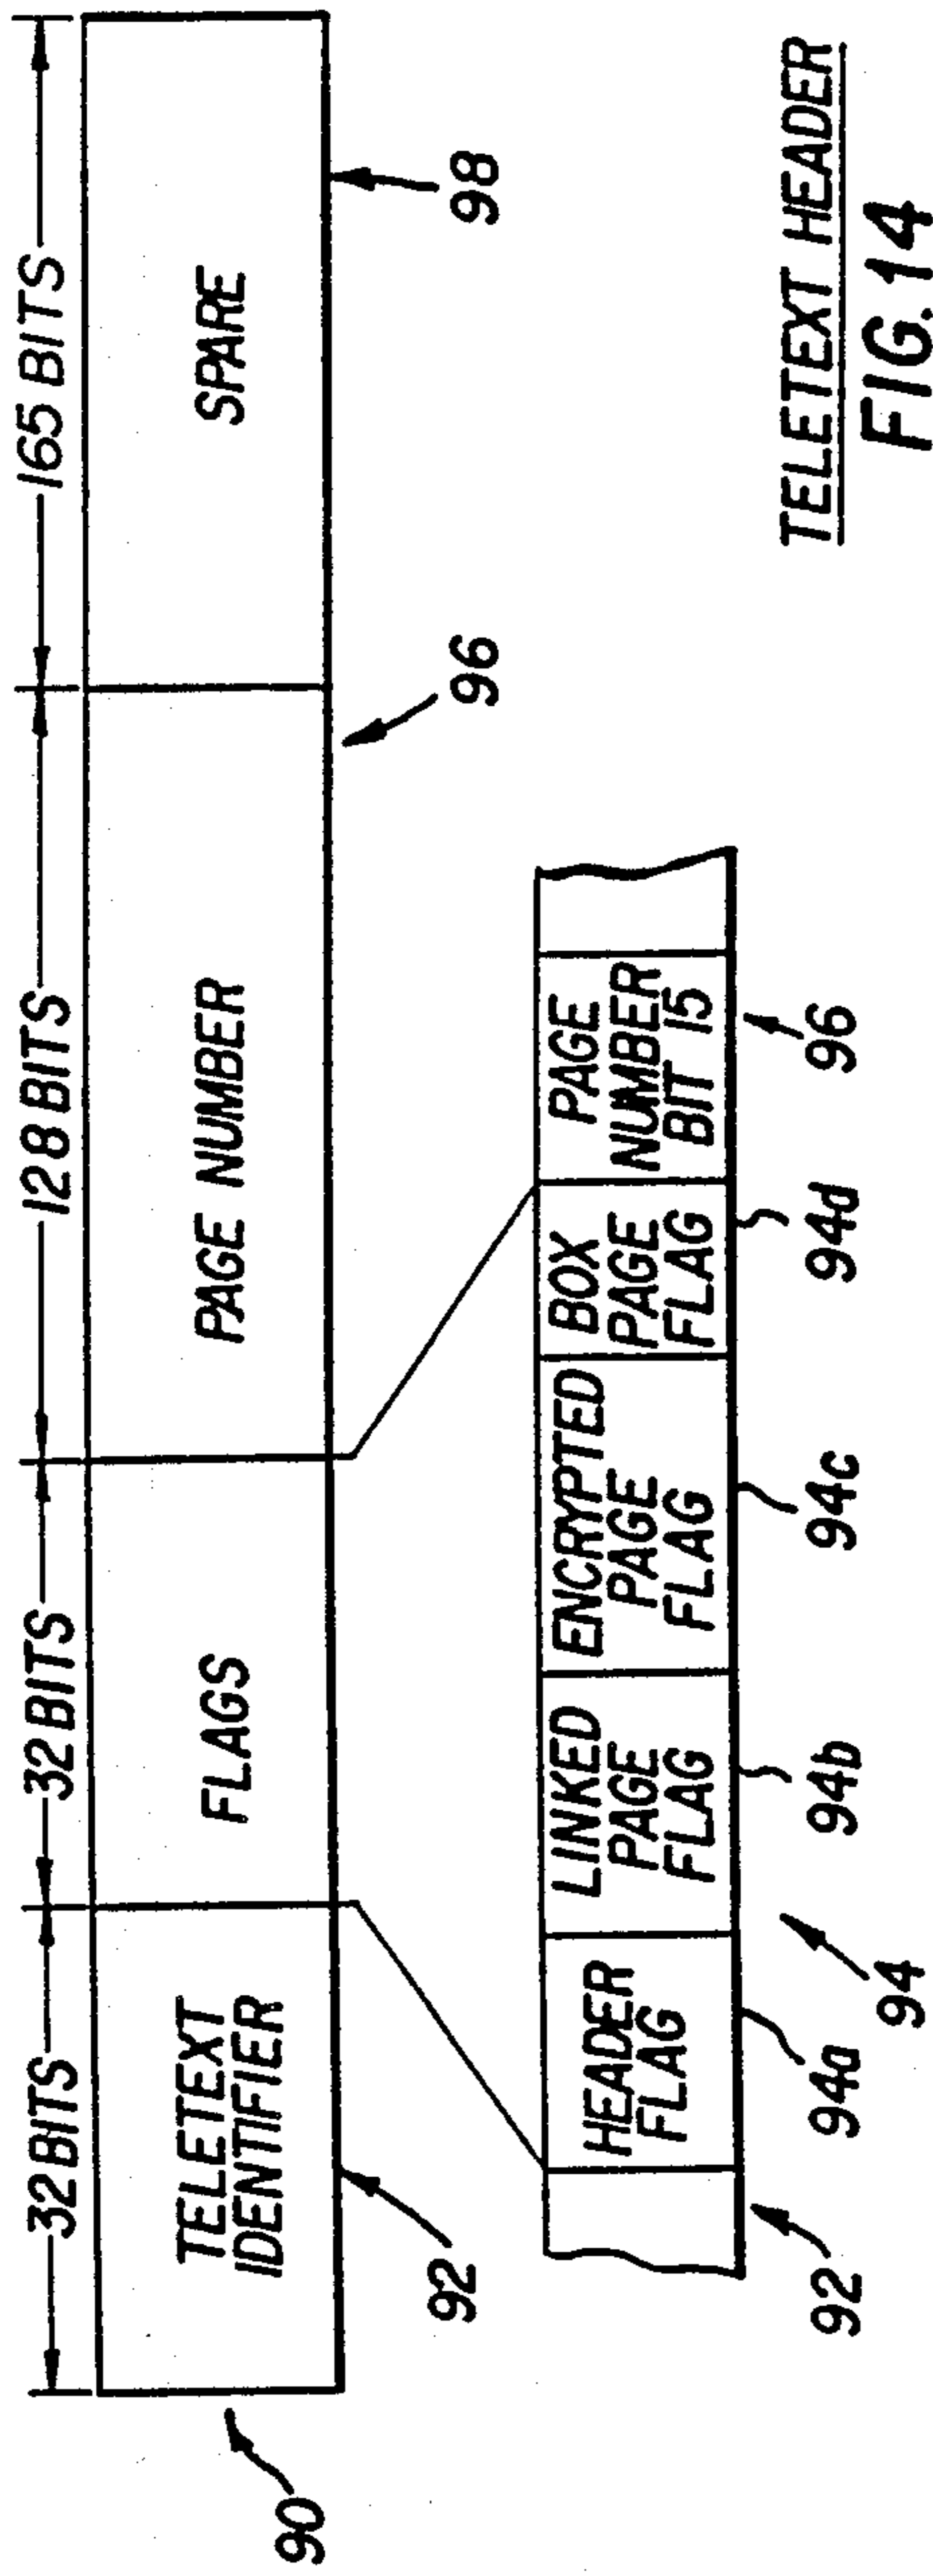 32 BITS
32 BITS
128 BITS
165 BITS
TELETEXT
IDENTIFIER
FLAGS
PAGE NUMBER
SPARE
90
92
96
98
HEADER
FLAG
LINKED
PAGE
FLAG
ENCRYPTED
PAGE
FLAG
BOX
PAGE
FLAG
PAGE
NUMBER
BIT 15
92
94a
94
94b
94c
94d
96
TELETEXT HEADER
FIG. 14